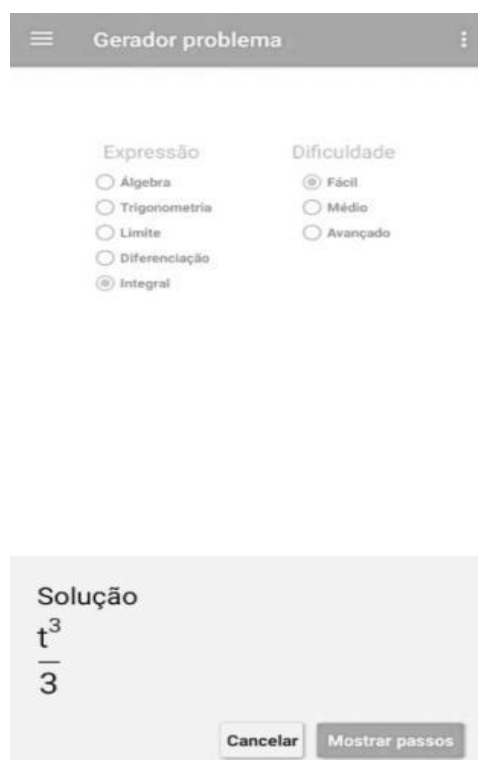 Gerador problema
Expressão
Álgebra
Trigonometria
Limite
Diferenciação
Integral
Dificuldade
Fácil
Médio
Avançado
Solução
t³
3
Cancelar
Mostrar passos